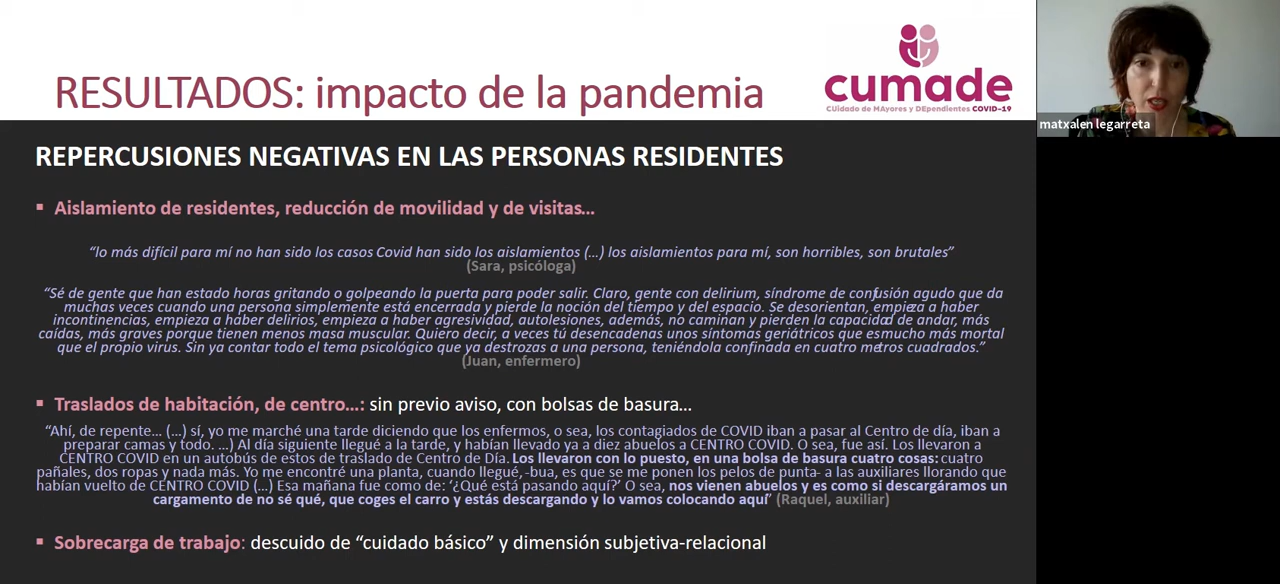 RESULTADOS: impacto de la pandemia
cumade
CUidado de MAyores y DEpendientes COVID-19
matxalen legarreta
REPERCUSIONES NEGATIVAS EN LAS PERSONAS RESIDENTES
▪ Aislamiento de residentes, reducción de movilidad y de visitas…
“lo más difícil para mí no han sido los casos Covid han sido los aislamientos (…) los aislamientos para mí, son horribles, son brutales”
(Sara, psicóloga)
“Sé de gente que han estado horas gritando o golpeando la puerta para poder salir. Claro, gente con delirium, síndrome de confusión agudo que da
muchas veces cuando una persona simplemente está encerrada y pierde la noción del tiempo y del espacio. Se desorientan, empieza a haber
incontinencias, empieza a haber delirios, empieza a haber agresividad, autolesiones, además, no caminan y pierden la capacidad de andar, más
caídas, más graves porque tienen menos masa muscular. Quiero decir, a veces tú desencadenas unos síntomas geriátricos que es mucho más mortal
que el propio virus. Sin ya contar todo el tema psicológico que ya destrozas a una persona, teniéndola confinada en cuatro metros cuadrados.”
(Juan, enfermero)
▪ Traslados de habitación, de centro…: sin previo aviso, con bolsas de basura…
“Ahí, de repente… (…) sí, yo me marché una tarde diciendo que los enfermos, o sea, los contagiados de COVID iban a pasar al Centro de día, iban a
preparar camas y todo. …) Al día siguiente llegué a la tarde, y habían llevado ya a diez abuelos a CENTRO COVID. O sea, fue así. Los llevaron a
CENTRO COVID en un autobús de estos de traslado de Centro de Día. Los llevaron con lo puesto, en una bolsa de basura cuatro cosas: cuatro
pañales, dos ropas y nada más. Yo me encontré una planta, cuando llegué, -bua, es que se me ponen los pelos de punta- a las auxiliares llorando que
habían vuelto de CENTRO COVID (…) Esa mañana fue como de: ‘¿Qué está pasando aquí?’ O sea, nos vienen abuelos y es como si descargáramos un
cargamento de no sé qué, que coges el carro y estás descargando y lo vamos colocando aquí” (Raquel, auxiliar)
▪ Sobrecarga de trabajo: descuido de “cuidado básico” y dimensión subjetiva-relacional